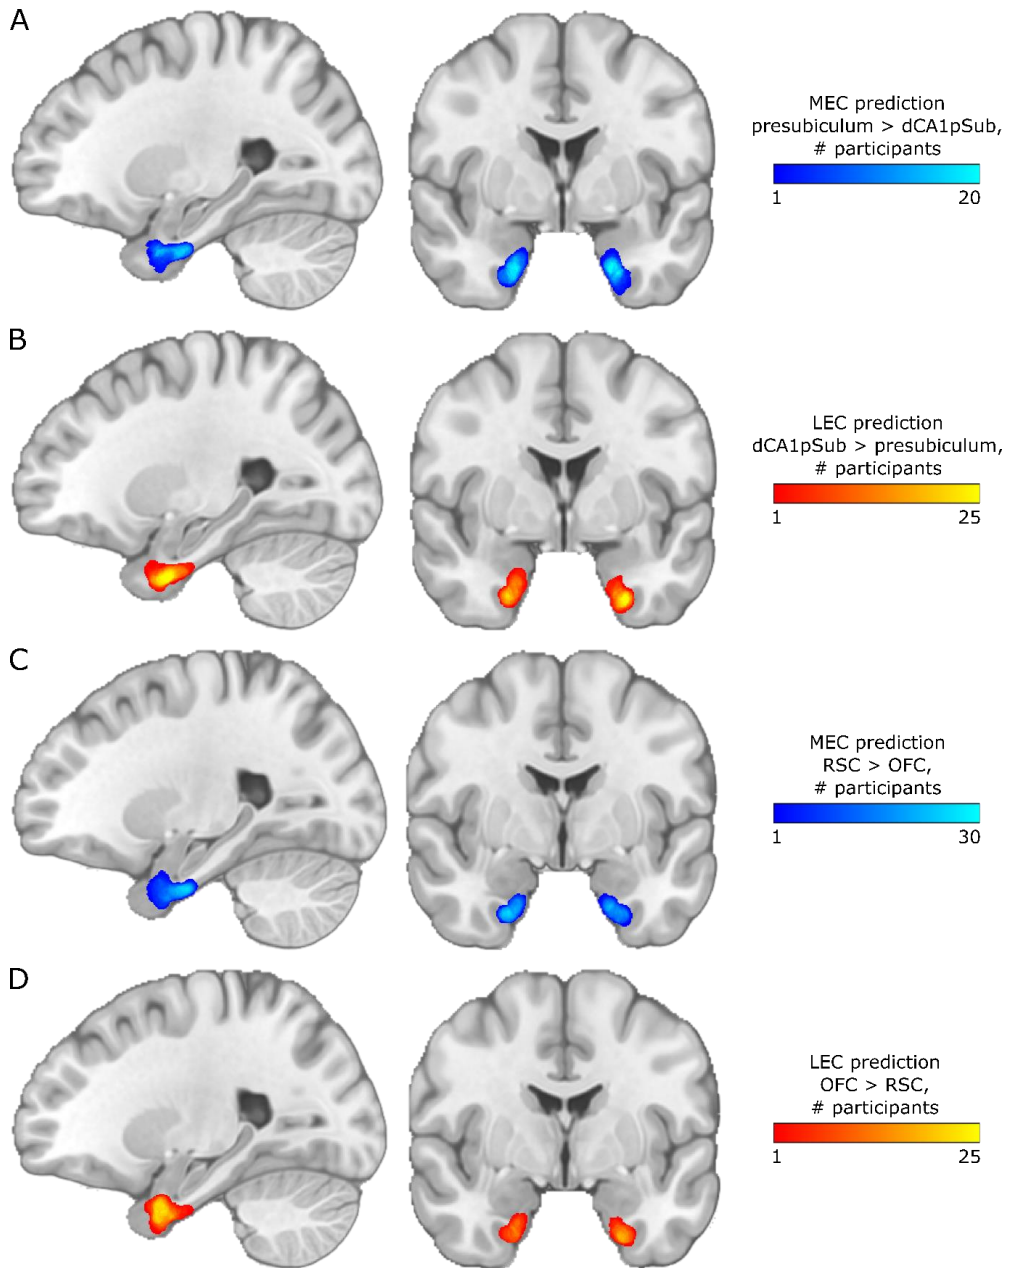 A
MEC prediction
presubiculum > dCA1pSub,
# participants
1 20
B
LEC prediction
dCA1pSub > presubiculum,
# participants
1 25
C
MEC prediction
RSC > OFC,
# participants
1 30
D
LEC prediction
OFC > RSC,
# participants
1 25